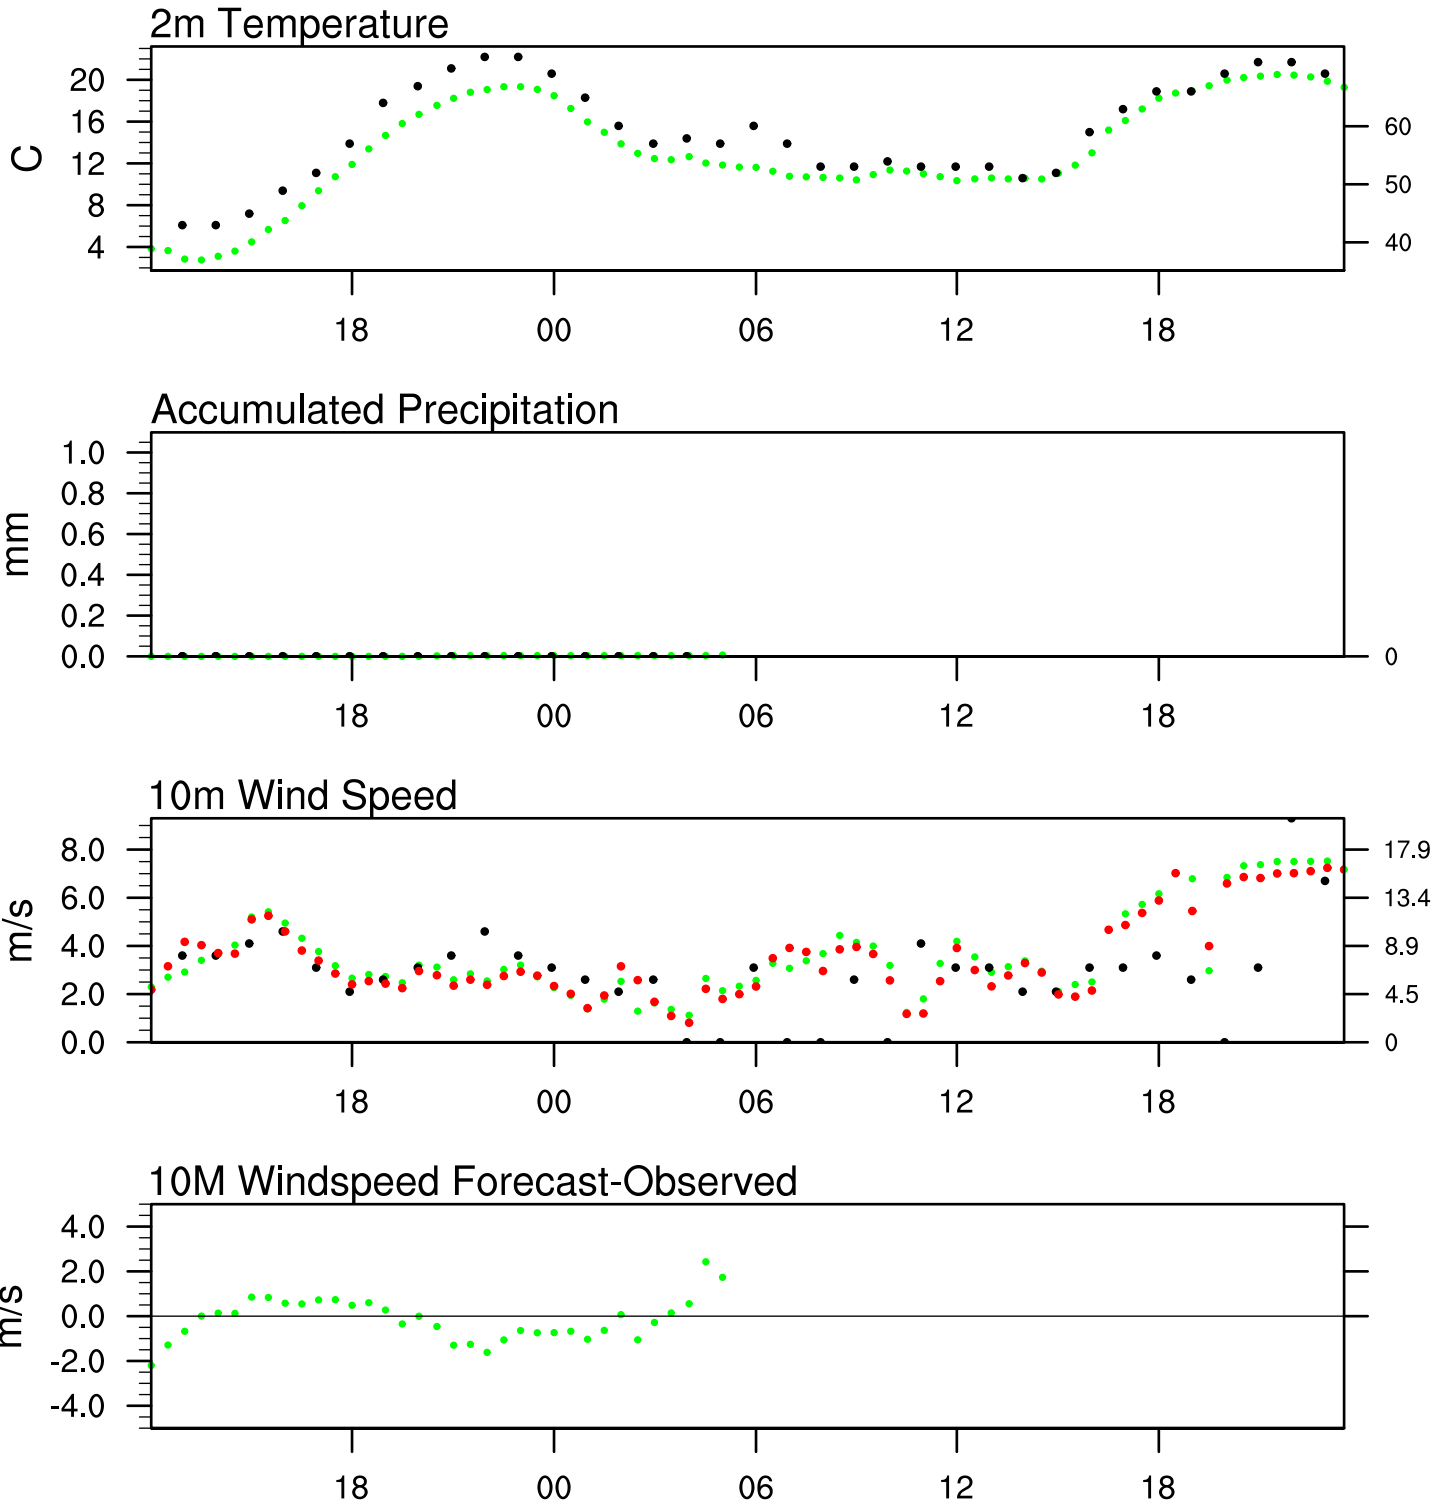 2m Temperature
C
20
16
12
8
4
60
50
40
18 00 06 12 18
Accumulated Precipitation
mm
1.0
0.8
0.6
0.4
0.2
0.0
0
18 00 06 12 18
10m Wind Speed
m/s
8.0
6.0
4.0
2.0
0.0
17.9
13.4
8.9
4.5
0
18 00 06 12 18
10M Windspeed Forecast-Observed
m/s
4.0
2.0
0.0
-2.0
-4.0
18 00 06 12 18